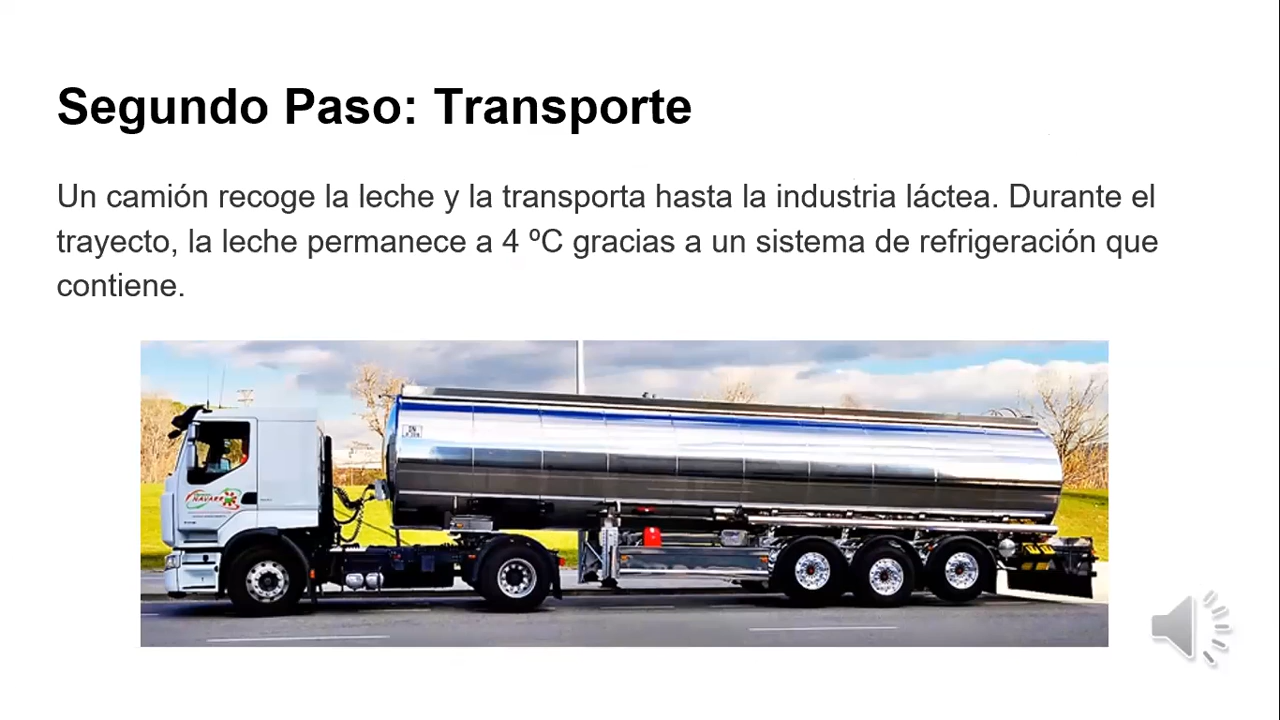 Segundo Paso: Transporte
Un camión recoge la leche y la transporta hasta la industria láctea. Durante el
trayecto, la leche permanece a 4 ºC gracias a un sistema de refrigeración que
contiene.